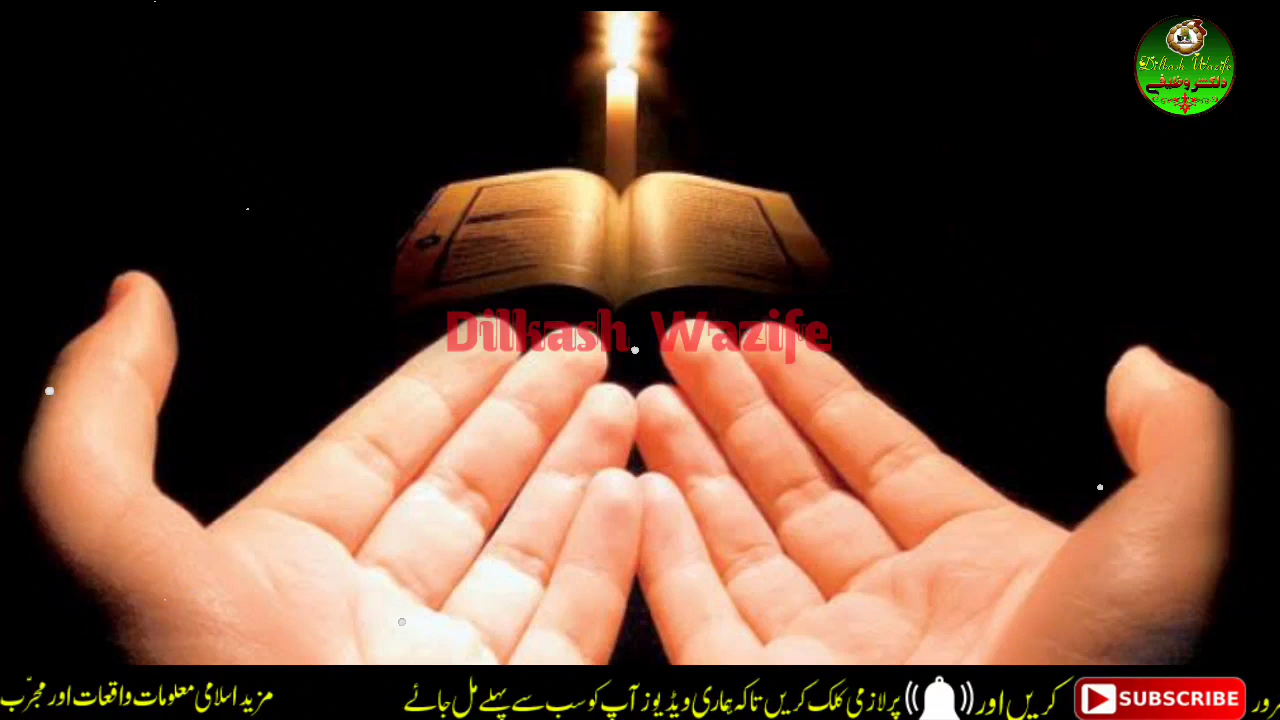 Dilkash Wazife
دلکش وظیفے
Dilkash Wazife
رور SUBSCRIBE کریں اور پر لازمی کلک کریں تاکہ ہماری ویڈیوز آپ کو سب سے پہلے مل جائے مزید اسلامی معلومات واقعات اور مجرّب